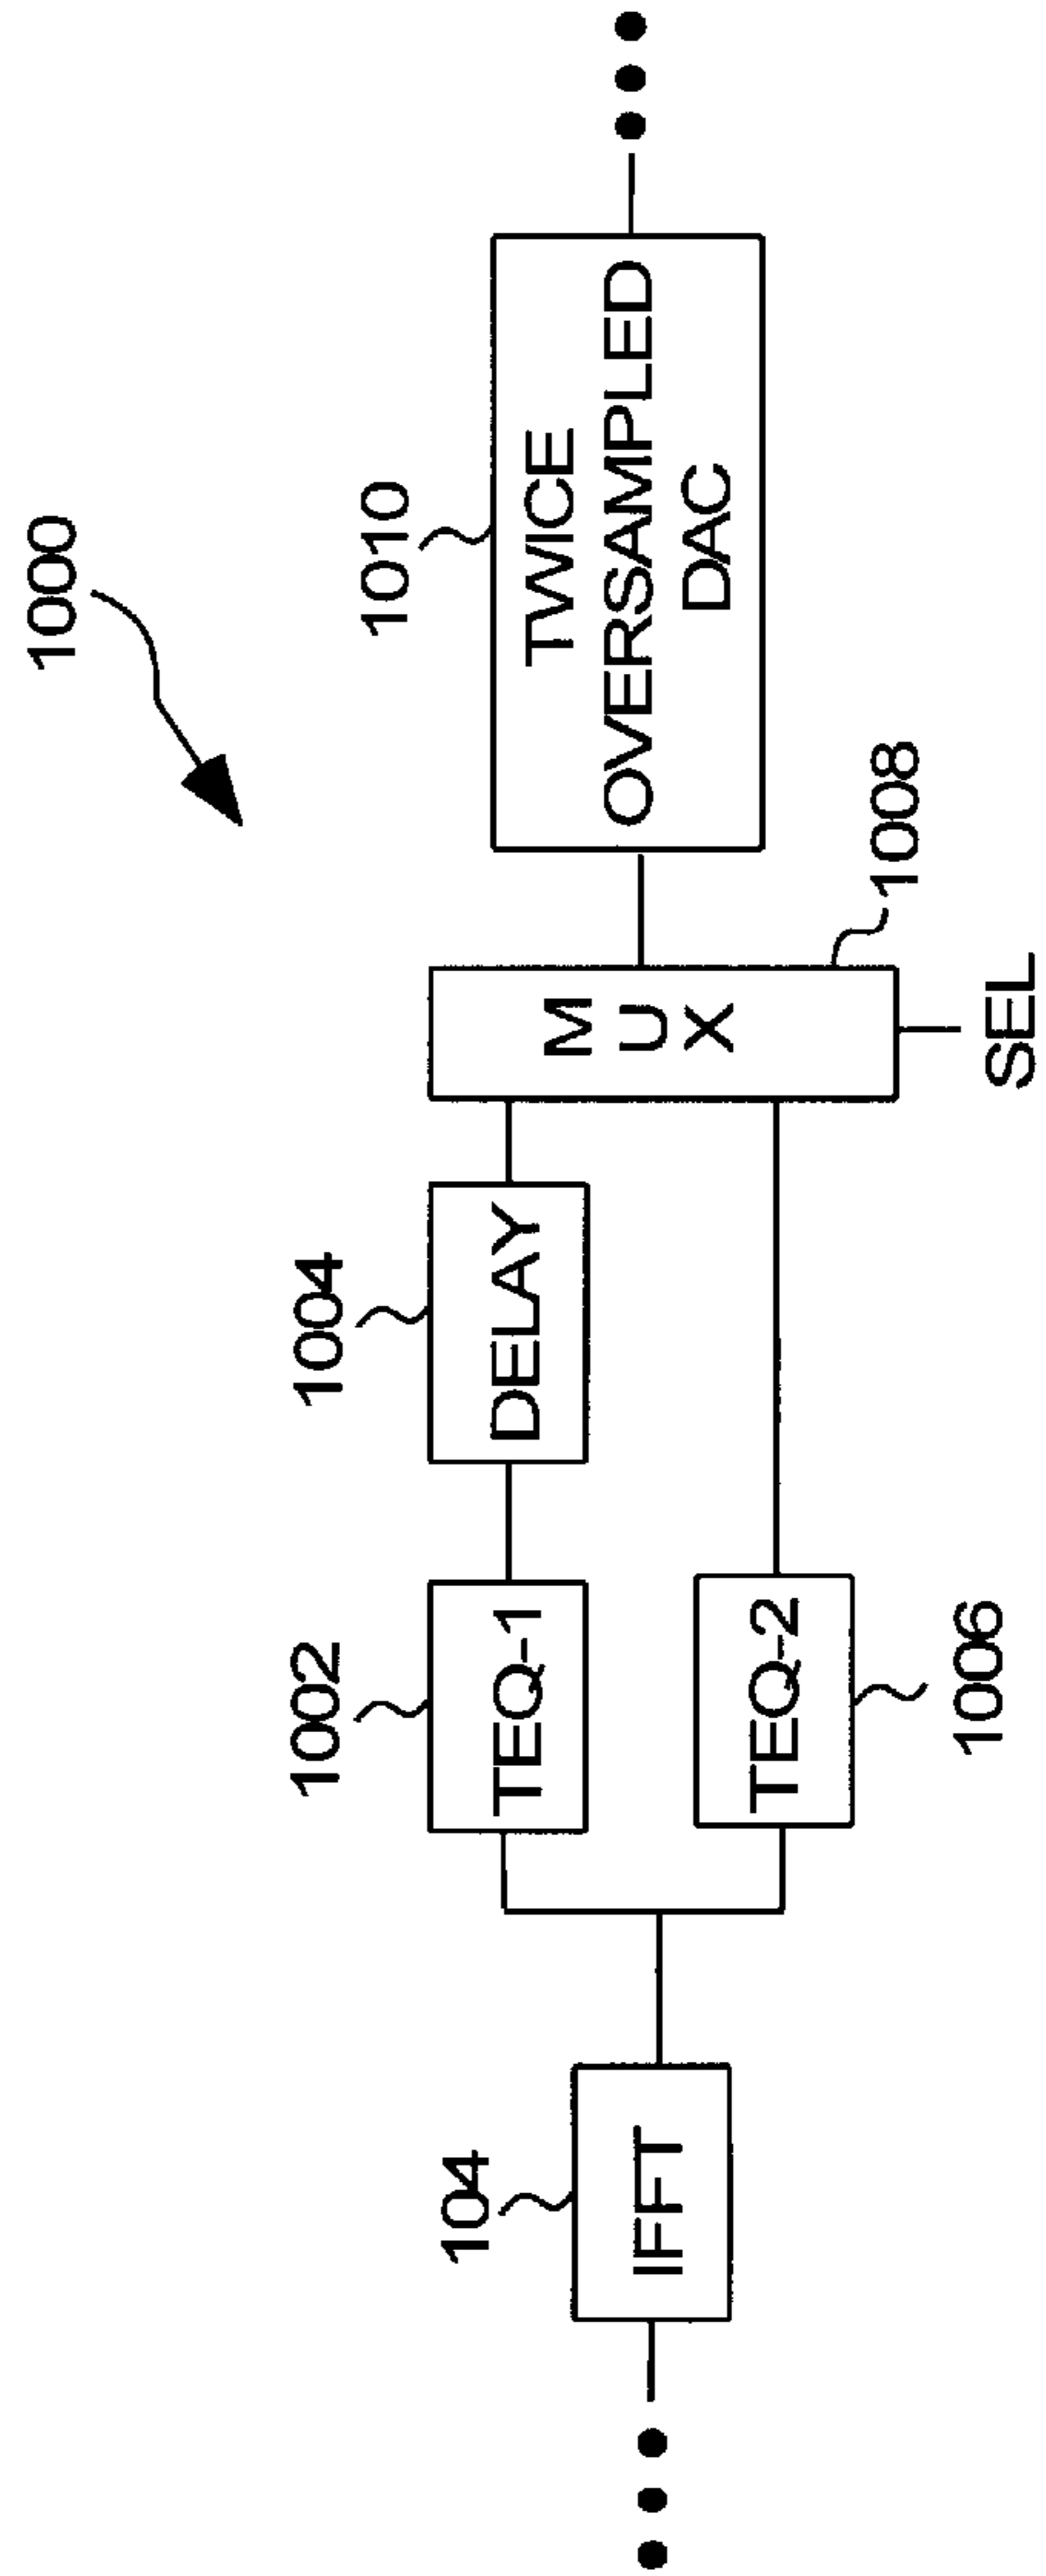 1000
104
IFFT
1002
TEQ-1
1004
DELAY
TEQ-2
1006
M
U
X
1008
SEL
1010
TWICE
OVERSAMPLED
DAC